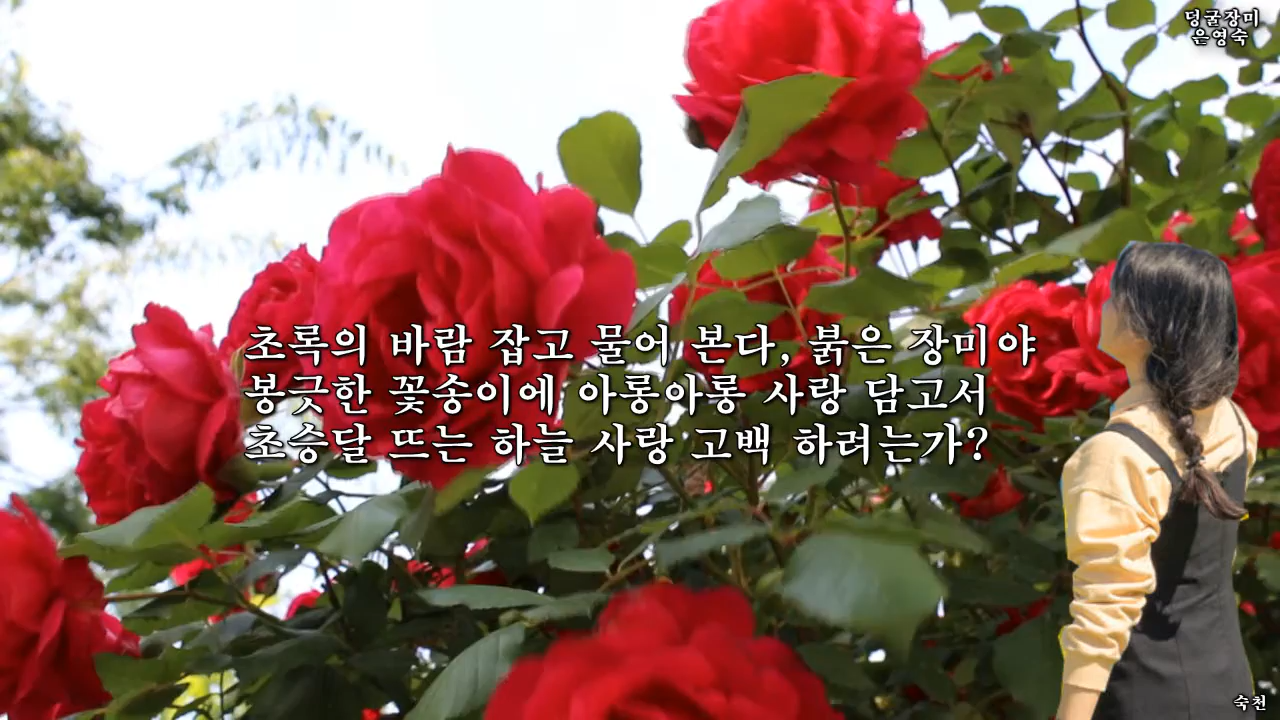 덩굴장미
은영숙
초록의 바람 잡고 물어 본다, 붉은 장미야
봉긋한 꽃송이에 아롱아롱 사랑 담고서
초승달 뜨는 하늘 사랑 고백 하려는가?
숙천